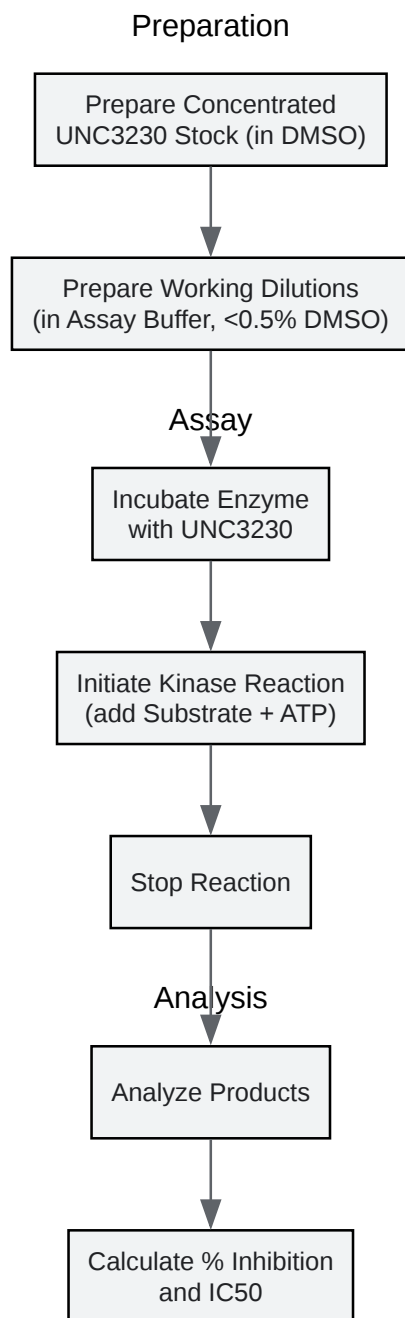 Preparation
Prepare Concentrated
UNC3230 Stock (in DMSO)
Prepare Working Dilutions
(in Assay Buffer, <0.5% DMSO)
Assay
Incubate Enzyme
with UNC3230
Initiate Kinase Reaction
(add Substrate + ATP)
Stop Reaction
Analysis
Analyze Products
Calculate % Inhibition
and IC50